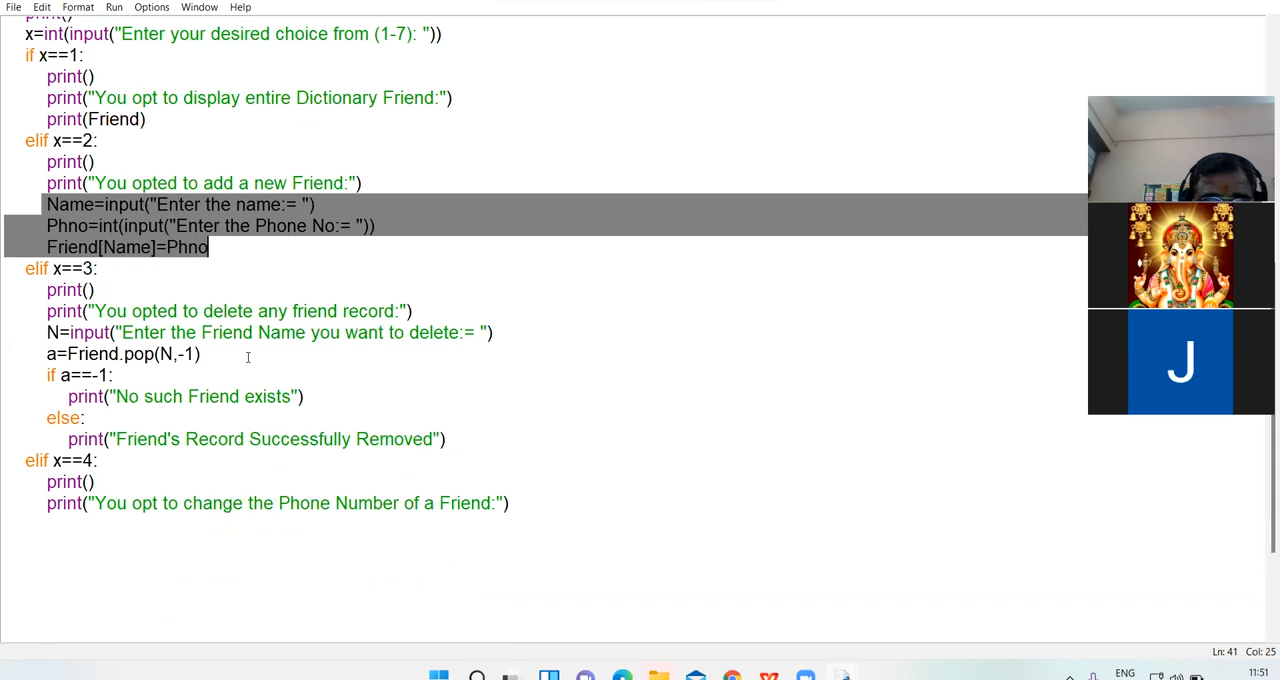 File Edit Format Run Options Window Help
print()
x=int(input("Enter your desired choice from (1-7): "))
if x==1:
    print()
    print("You opt to display entire Dictionary Friend:")
    print(Friend)
elif x==2:
    print()
    print("You opted to add a new Friend:")
    Name=input("Enter the name:= ")
    Phno=int(input("Enter the Phone No:= "))
    Friend[Name]=Phno
elif x==3:
    print()
    print("You opted to delete any friend record:")
    N=input("Enter the Friend Name you want to delete:= ")
    a=Friend.pop(N,-1)
    if a==-1:
        print("No such Friend exists")
    else:
        print("Friend's Record Successfully Removed")
elif x==4:
    print()
    print("You opt to change the Phone Number of a Friend:")
J
Ln: 41 Col: 25
ENG
11:51